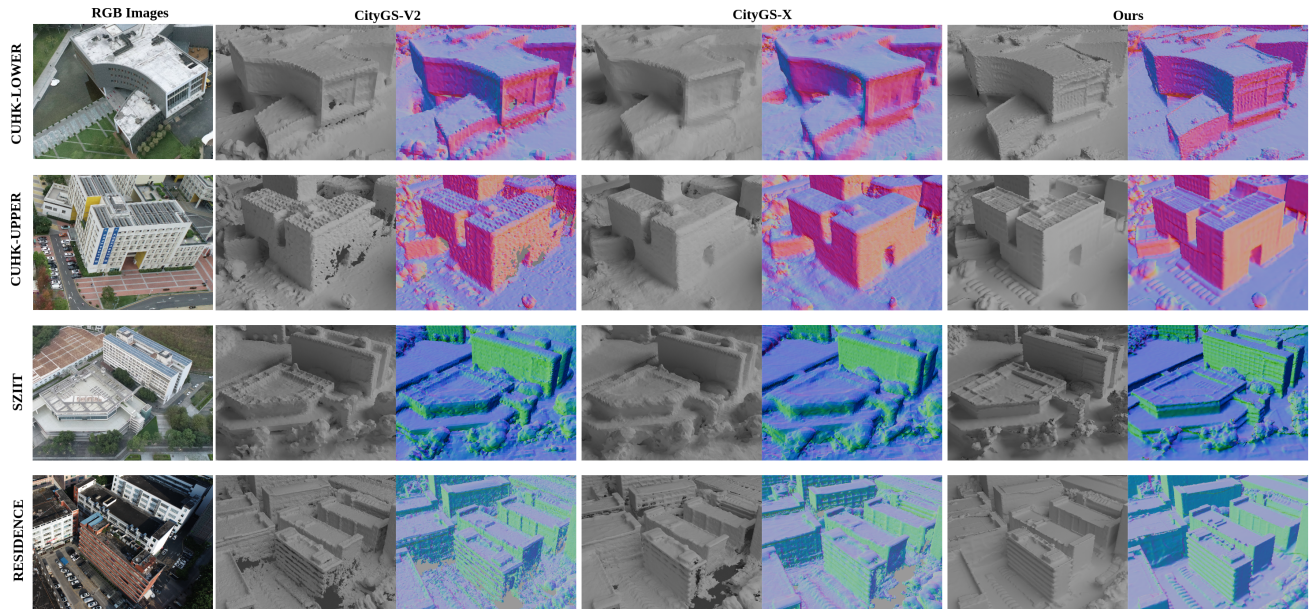 RGB Images
CityGS-V2
CityGS-X
Ours
CUHK-LOWER
CUHK-UPPER
SZIIT
RESIDENCE